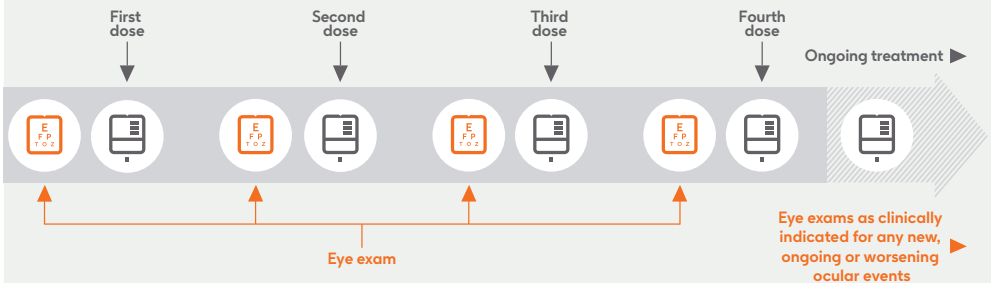 First
dose
Second
dose
Third
dose
Fourth
dose
Ongoing treatment
E
F P
T O Z
E
F P
T O Z
E
F P
T O Z
E
F P
T O Z
Eye exam
Eye exams as clinically
indicated for any new,
ongoing or worsening
ocular events